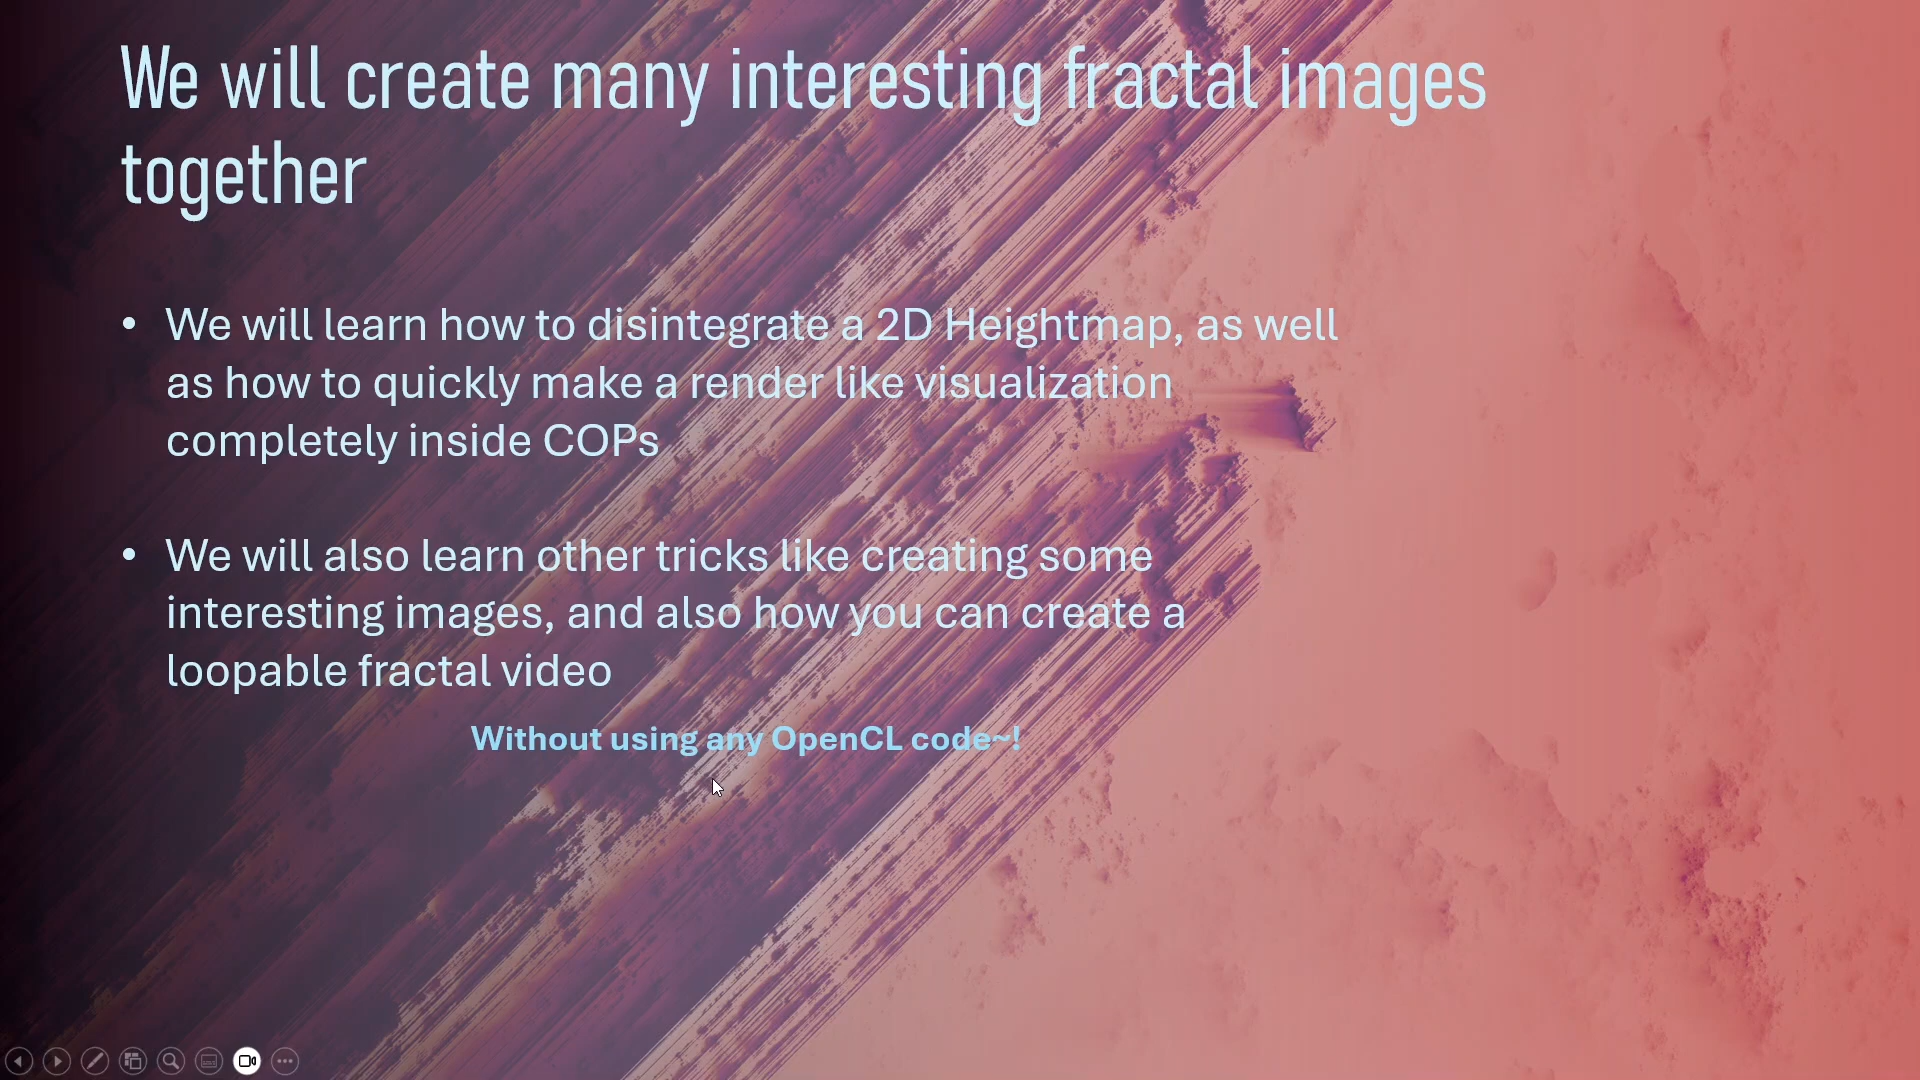 We will create many interesting fractal images
together
• We will learn how to disintegrate a 2D Heightmap, as well
as how to quickly make a render like visualization
completely inside COPs
• We will also learn other tricks like creating some
interesting images, and also how you can create a
loopable fractal video
Without using any OpenCL code~!